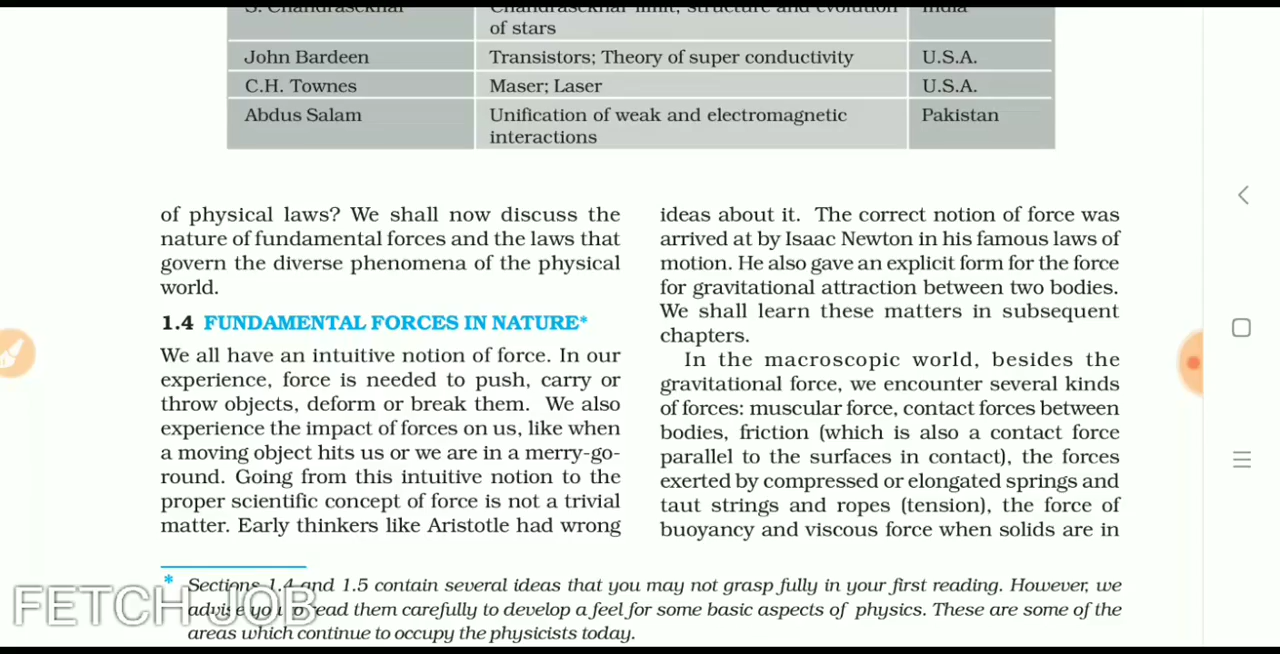 S. Chandrasekhar Chandrasekhar limit, structure and evolution India
of stars
John Bardeen Transistors; Theory of super conductivity U.S.A.
C.H. Townes Maser; Laser U.S.A.
Abdus Salam Unification of weak and electromagnetic Pakistan
interactions
of physical laws? We shall now discuss the
nature of fundamental forces and the laws that
govern the diverse phenomena of the physical
world.
1.4 FUNDAMENTAL FORCES IN NATURE*
We all have an intuitive notion of force. In our
experience, force is needed to push, carry or
throw objects, deform or break them. We also
experience the impact of forces on us, like when
a moving object hits us or we are in a merry-go-
round. Going from this intuitive notion to the
proper scientific concept of force is not a trivial
matter. Early thinkers like Aristotle had wrong
ideas about it. The correct notion of force was
arrived at by Isaac Newton in his famous laws of
motion. He also gave an explicit form for the force
for gravitational attraction between two bodies.
We shall learn these matters in subsequent
chapters.
In the macroscopic world, besides the
gravitational force, we encounter several kinds
of forces: muscular force, contact forces between
bodies, friction (which is also a contact force
parallel to the surfaces in contact), the forces
exerted by compressed or elongated springs and
taut strings and ropes (tension), the force of
buoyancy and viscous force when solids are in
* Sections 1.4 and 1.5 contain several ideas that you may not grasp fully in your first reading. However, we
advise you to read them carefully to develop a feel for some basic aspects of physics. These are some of the
areas which continue to occupy the physicists today.
FETCH JOB